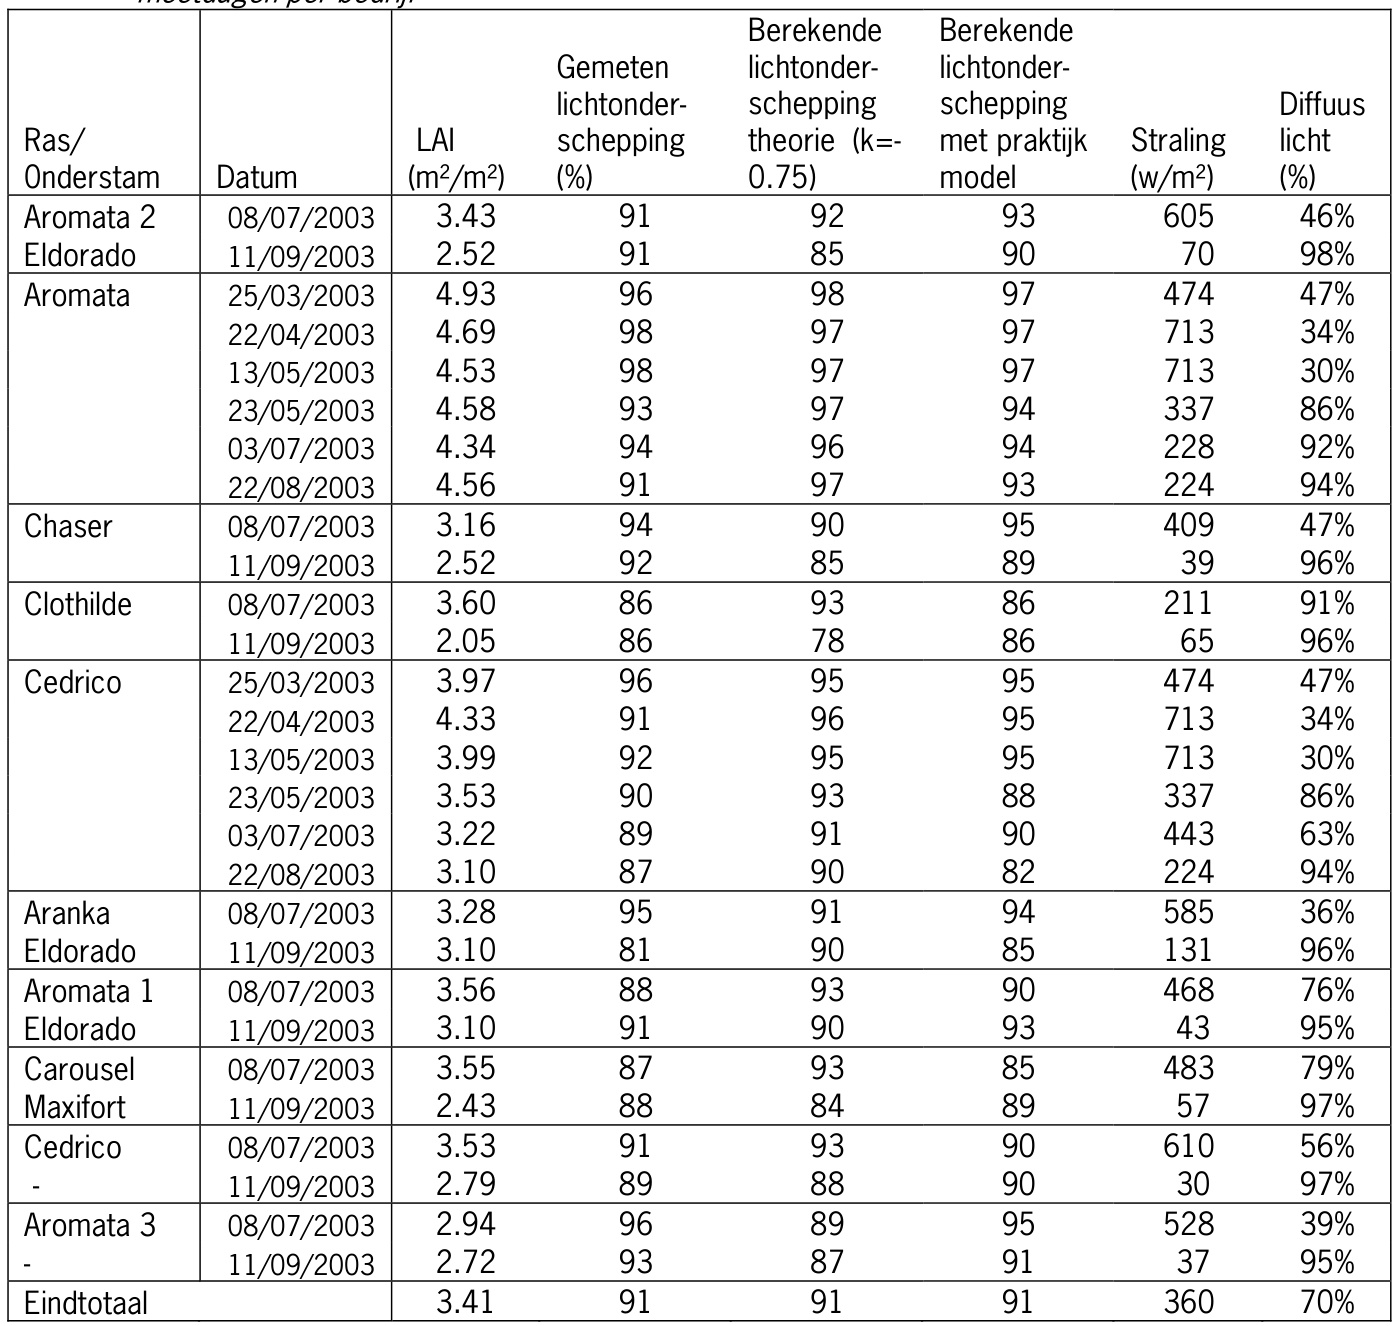 meetdagen per bedrijf
Ras/ Onderstam Datum LAI (m²/m²) Gemeten lichtonder-schepping (%) Berekende lichtonder-schepping theorie (k=-0.75) Berekende lichtonder-schepping met praktijk model Straling (w/m²) Diffuus licht (%)
Aromata 2 08/07/2003 3.43 91 92 93 605 46%
Eldorado 11/09/2003 2.52 91 85 90 70 98%
Aromata 25/03/2003 4.93 96 98 97 474 47%
22/04/2003 4.69 98 97 97 713 34%
13/05/2003 4.53 98 97 97 713 30%
23/05/2003 4.58 93 97 94 337 86%
03/07/2003 4.34 94 96 94 228 92%
22/08/2003 4.56 91 97 93 224 94%
Chaser 08/07/2003 3.16 94 90 95 409 47%
11/09/2003 2.52 92 85 89 39 96%
Clothilde 08/07/2003 3.60 86 93 86 211 91%
11/09/2003 2.05 86 78 86 65 96%
Cedrico 25/03/2003 3.97 96 95 95 474 47%
22/04/2003 4.33 91 96 95 713 34%
13/05/2003 3.99 92 95 95 713 30%
23/05/2003 3.53 90 93 88 337 86%
03/07/2003 3.22 89 91 90 443 63%
22/08/2003 3.10 87 90 82 224 94%
Aranka 08/07/2003 3.28 95 91 94 585 36%
Eldorado 11/09/2003 3.10 81 90 85 131 96%
Aromata 1 08/07/2003 3.56 88 93 90 468 76%
Eldorado 11/09/2003 3.10 91 90 93 43 95%
Carousel 08/07/2003 3.55 87 93 85 483 79%
Maxifort 11/09/2003 2.43 88 84 89 57 97%
Cedrico 08/07/2003 3.53 91 93 90 610 56%
- 11/09/2003 2.79 89 88 90 30 97%
Aromata 3 08/07/2003 2.94 96 89 95 528 39%
- 11/09/2003 2.72 93 87 91 37 95%
Eindtotaal 3.41 91 91 91 360 70%